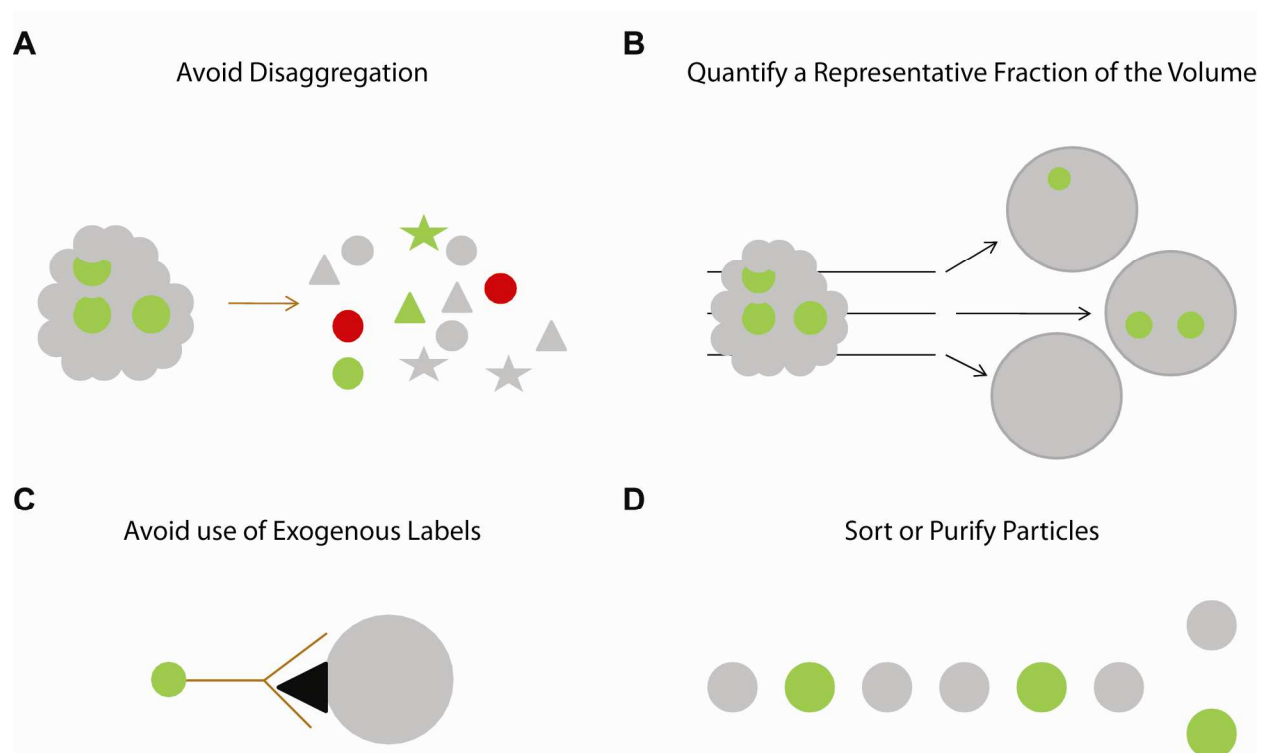 A
Avoid Disaggregation
B
Quantify a Representative Fraction of the Volume
C
Avoid use of Exogenous Labels
D
Sort or Purify Particles